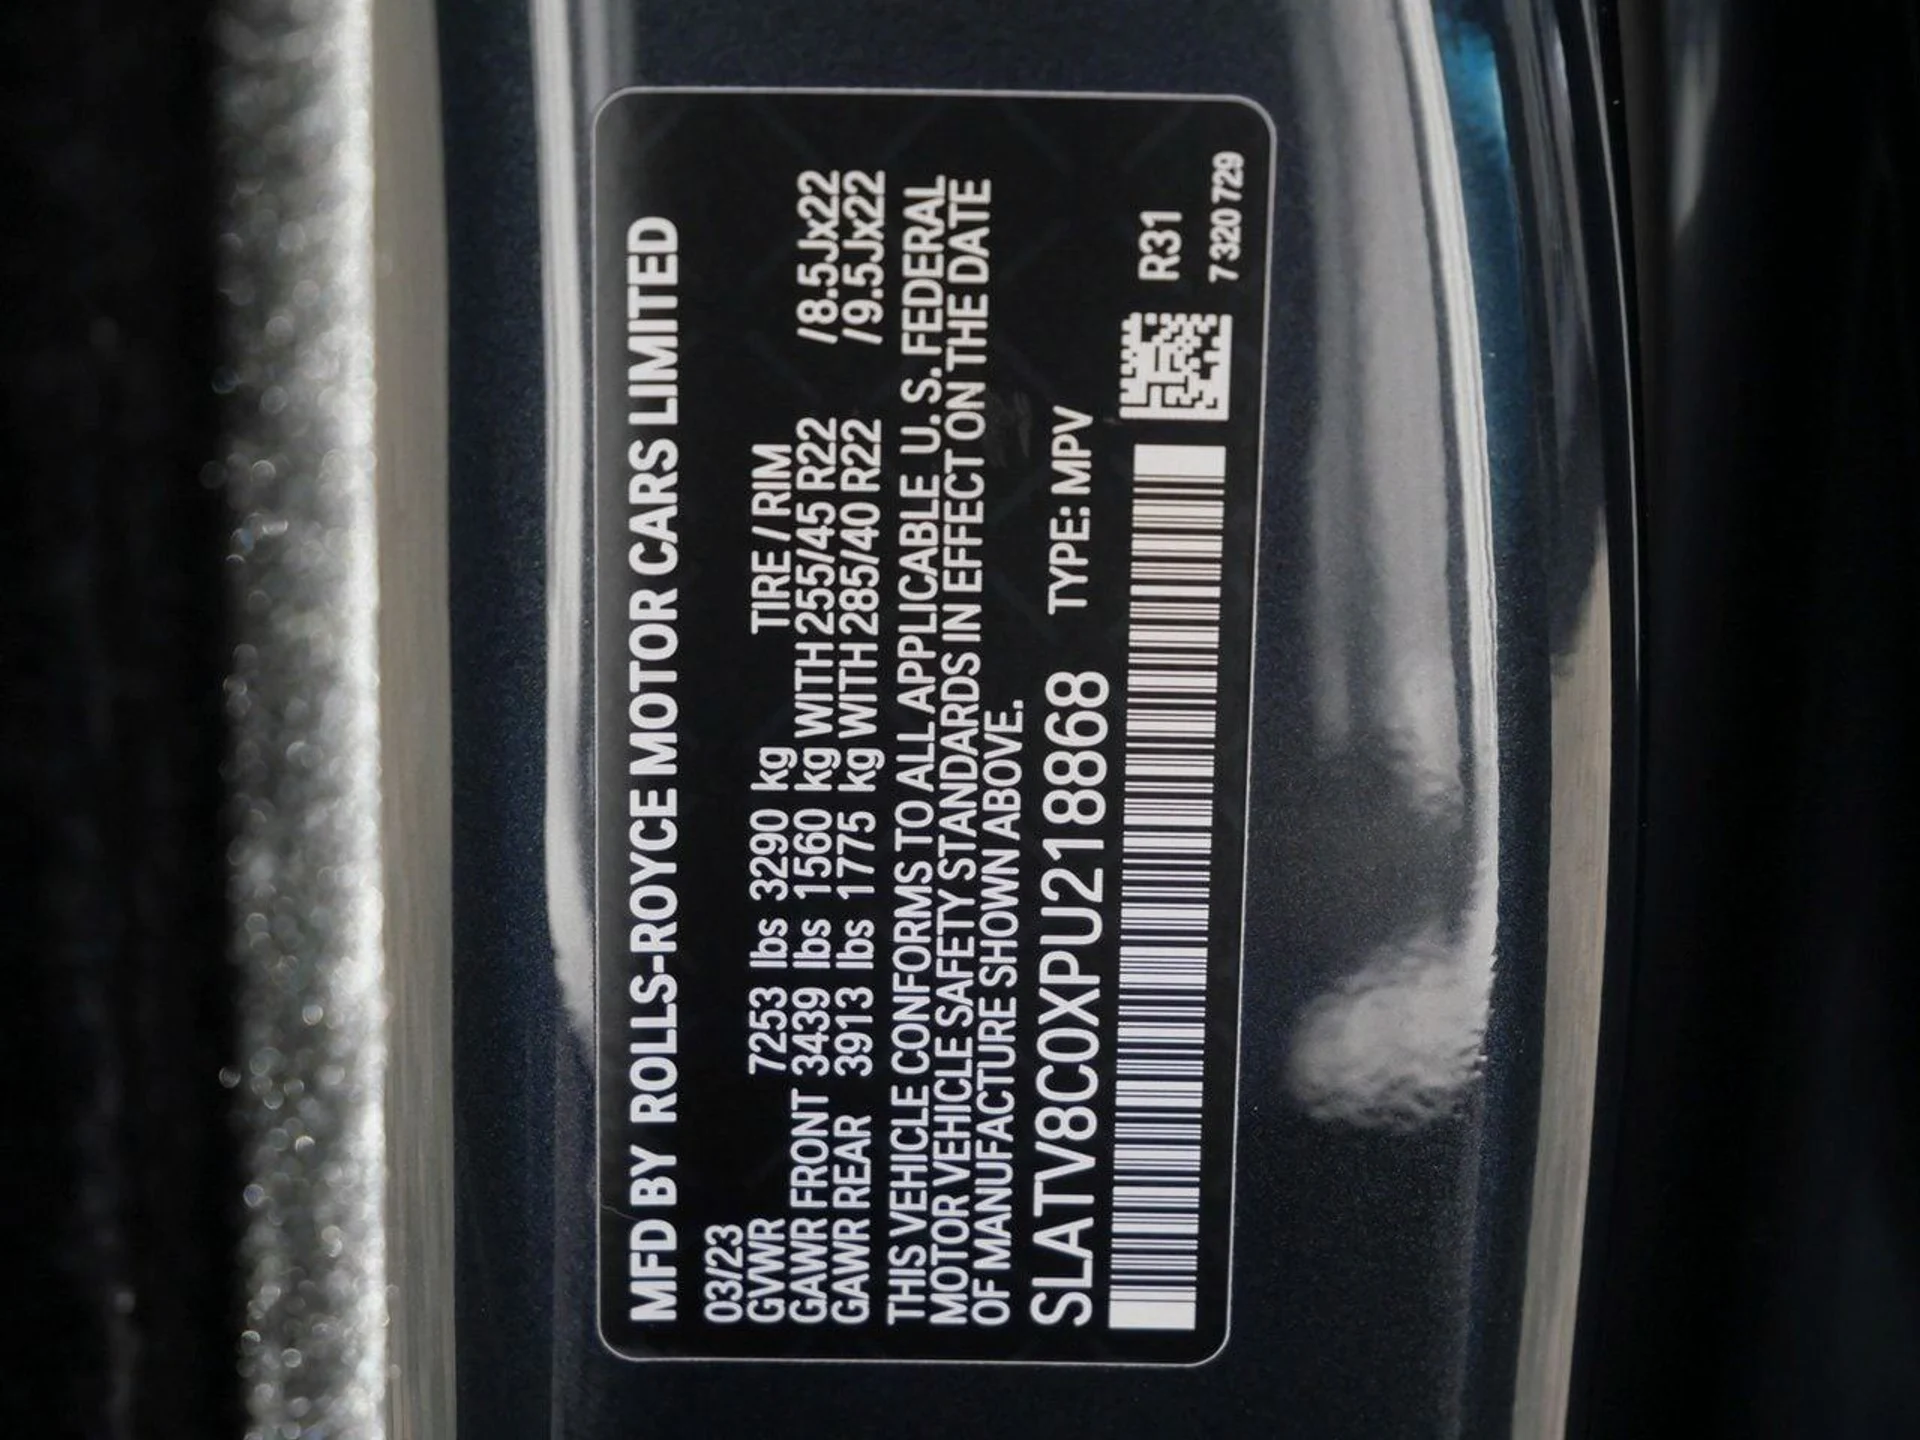 MFD BY ROLLS-ROYCE MOTOR CARS LIMITED
03/23
GVWR 7253 lbs 3290 kg TIRE / RIM
GAWR FRONT 3439 lbs 1560 kg WITH 255/45 R22 /8.5Jx22
GAWR REAR 3913 lbs 1775 kg WITH 285/40 R22 /9.5Jx22
THIS VEHICLE CONFORMS TO ALL APPLICABLE U.S. FEDERAL
MOTOR VEHICLE SAFETY STANDARDS IN EFFECT ON THE DATE
OF MANUFACTURE SHOWN ABOVE.
SLATV8C0XPU218868 TYPE: MPV
R31
7 320 729